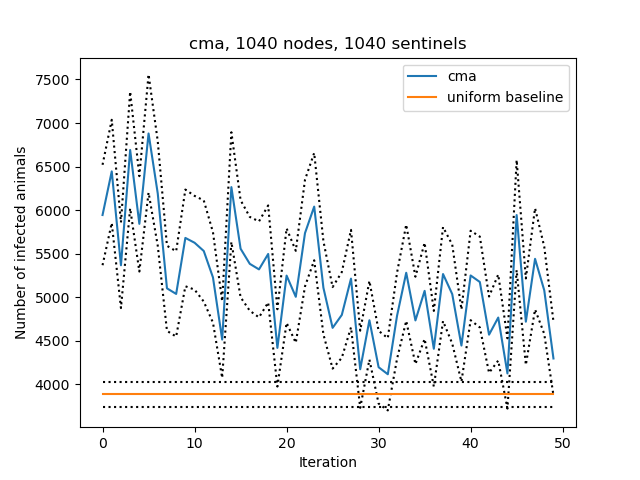 cma, 1040 nodes, 1040 sentinels
cma
uniform baseline
Number of infected animals
7500
7000
6500
6000
5500
5000
4500
4000
0 10 20 30 40 50
Iteration